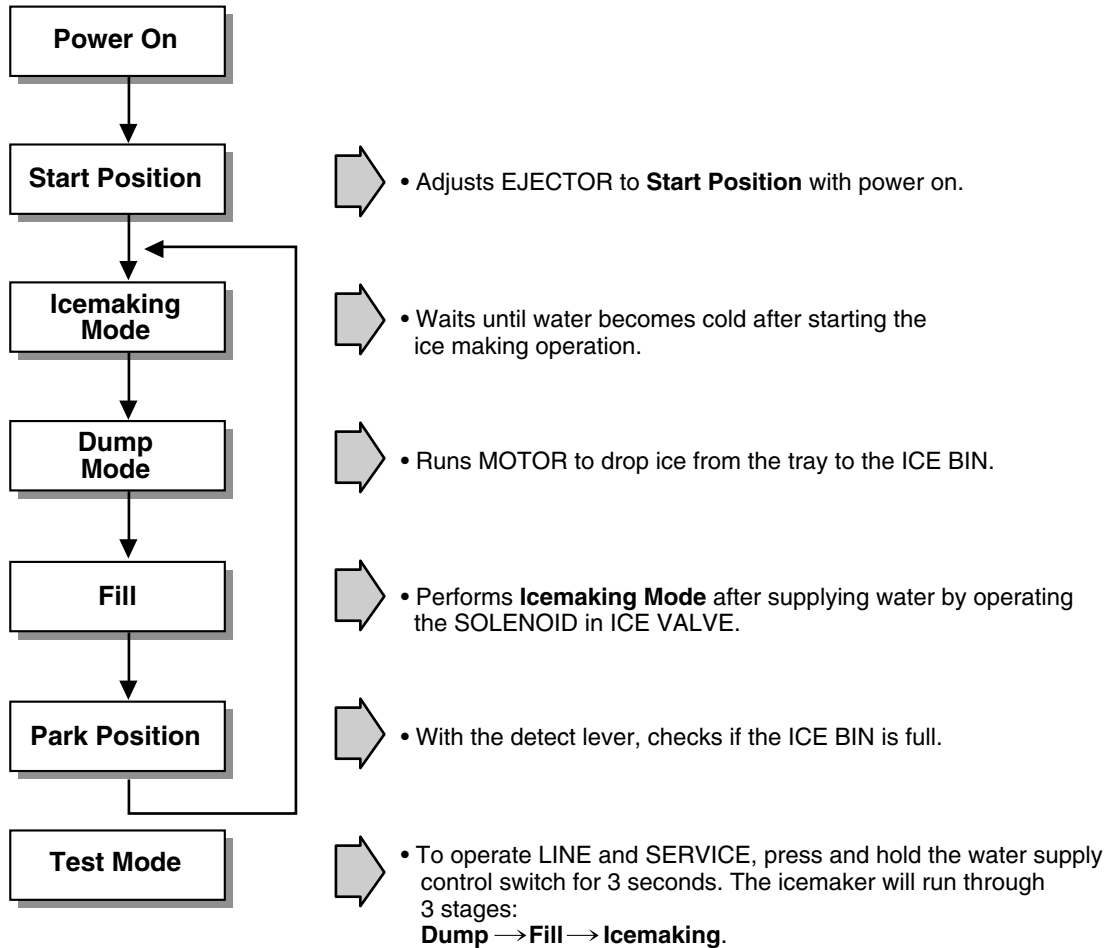 Power On
Start Position
• Adjusts EJECTOR to Start Position with power on.
Icemaking
Mode
• Waits until water becomes cold after starting the
ice making operation.
Dump
Mode
• Runs MOTOR to drop ice from the tray to the ICE BIN.
Fill
• Performs Icemaking Mode after supplying water by operating
the SOLENOID in ICE VALVE.
Park Position
• With the detect lever, checks if the ICE BIN is full.
Test Mode
• To operate LINE and SERVICE, press and hold the water supply
control switch for 3 seconds. The icemaker will run through
3 stages:
Dump → Fill → Icemaking.